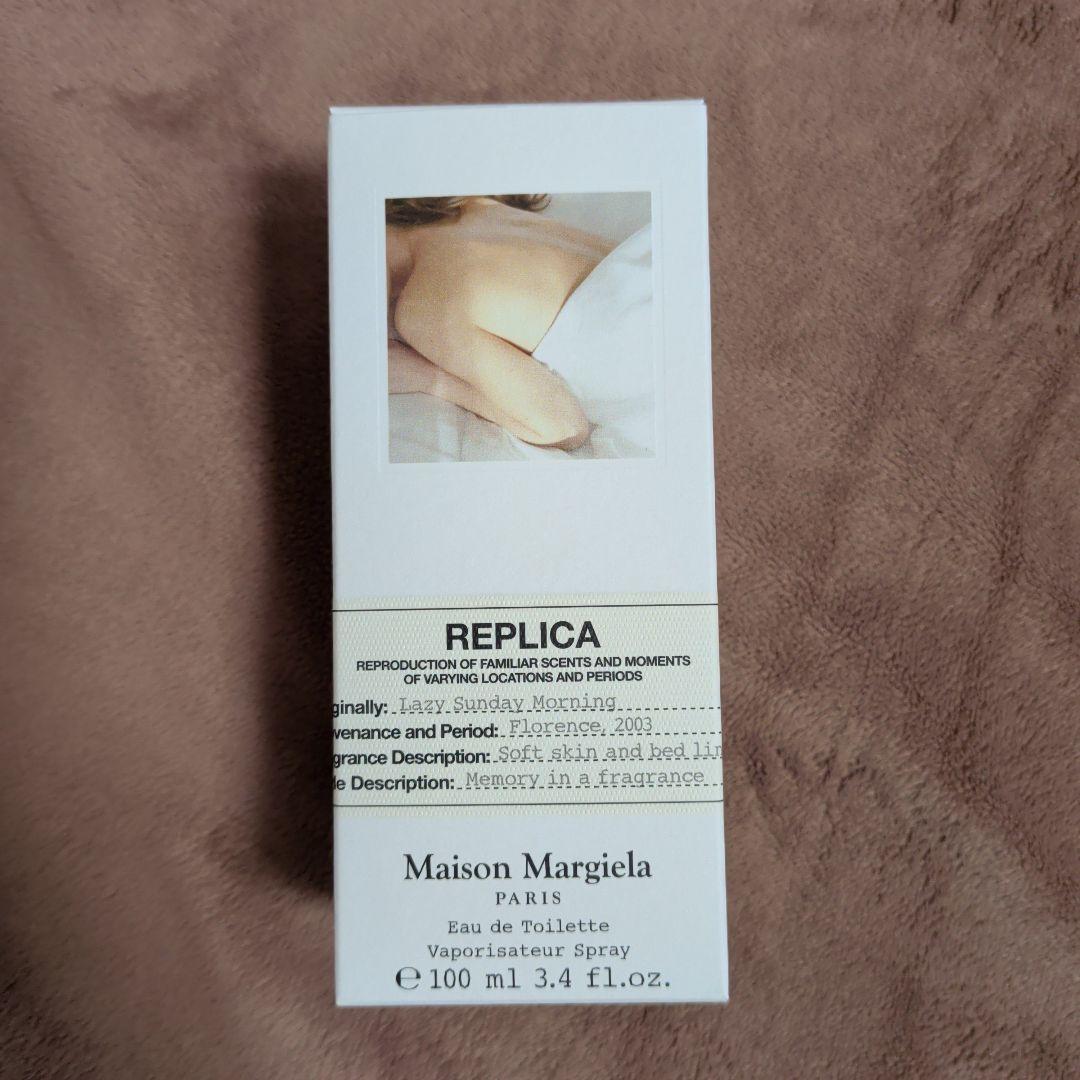 REPLICA
REPRODUCTION OF FAMILIAR SCENTS AND MOMENTS
OF VARYING LOCATIONS AND PERIODS
ginally: Lazy Sunday Morning
venance and Period: Florence, 2003
grance Description: Soft skin and bed lin
le Description: Memory in a fragrance
Maison Margiela
PARIS
Eau de Toilette
Vaporisateur Spray
℮ 100 ml 3.4 fl.oz.